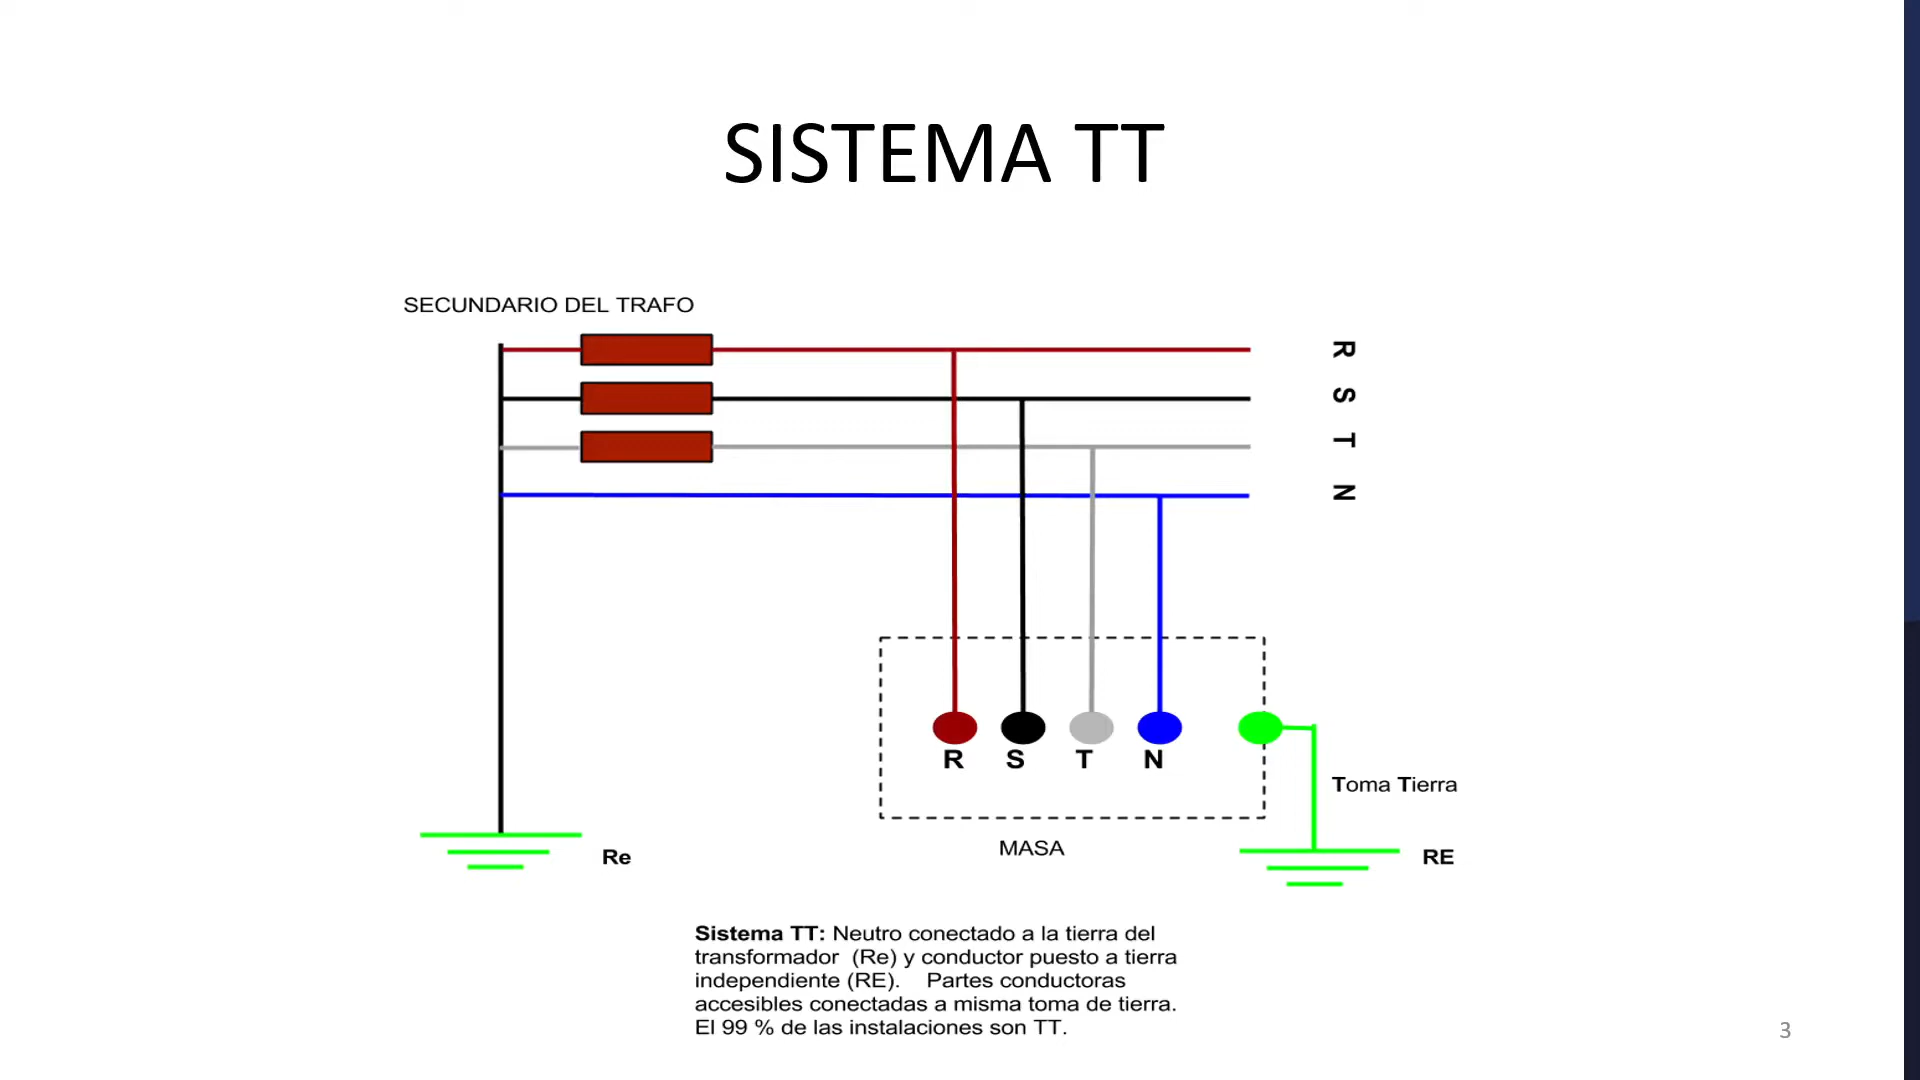 SISTEMA TT
SECUNDARIO DEL TRAFO
R
S
T
N
R S T N
Toma Tierra
MASA
Re
RE
Sistema TT: Neutro conectado a la tierra del
transformador (Re) y conductor puesto a tierra
independiente (RE). Partes conductoras
accesibles conectadas a misma toma de tierra.
El 99 % de las instalaciones son TT.
3